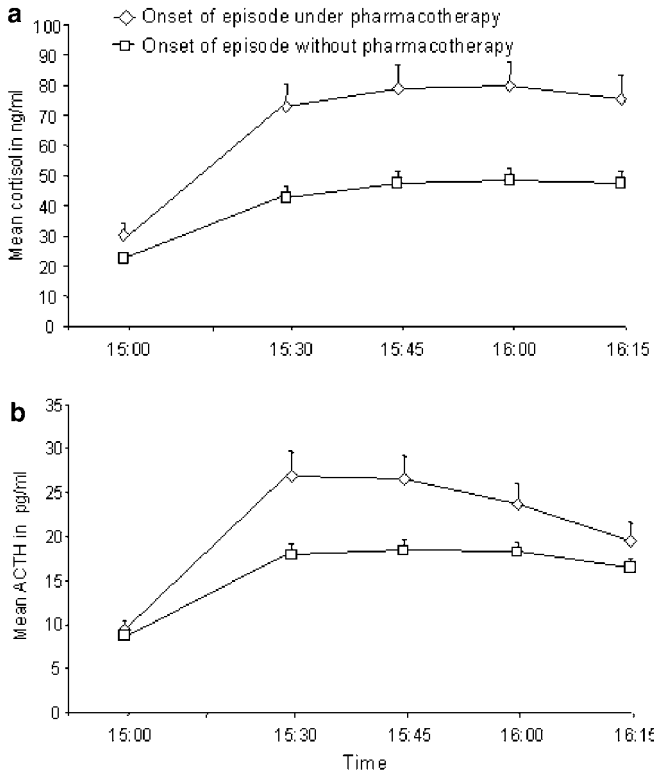 a
Onset of episode under pharmacotherapy
Onset of episode without pharmacotherapy
Mean cortisol in ng/ml
100
90
80
70
60
50
40
30
20
10
0
15:00 15:30 15:45 16:00 16:15
b
Mean ACTH in pg/ml
35
30
25
20
15
10
5
0
15:00 15:30 15:45 16:00 16:15
Time